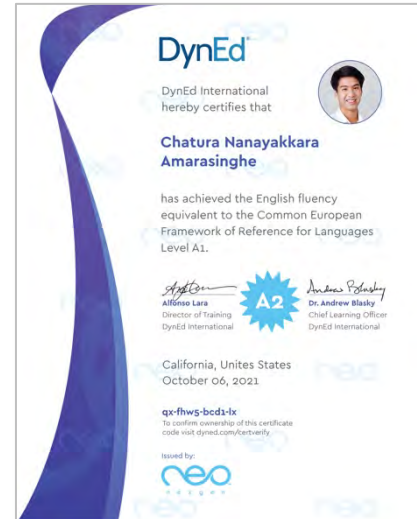 DynEd
DynEd International
hereby certifies that
Chatura Nanayakkara
Amarasinghe
has achieved the English fluency
equivalent to the Common European
Framework of Reference for Languages
Level A1.
Alfonso Lara
Director of Training
DynEd International
A2
Andrew Blasky
Dr. Andrew Blasky
Chief Learning Officer
DynEd International
California, Unites States
October 06, 2021
qx-fhw5-bcd1-lx
To confirm ownership of this certificate
code visit dyned.com/certverify
Issued by:
neo
nexgen